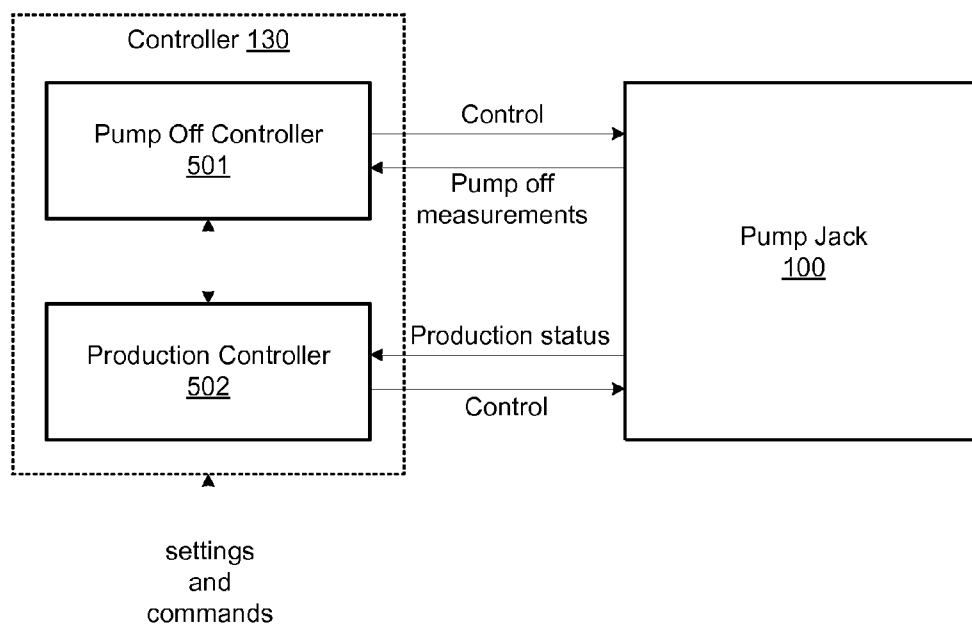 Controller 130
Pump Off Controller
501
Control
Pump off
measurements
Pump Jack
100
Production Controller
502
Production status
Control
settings
and
commands